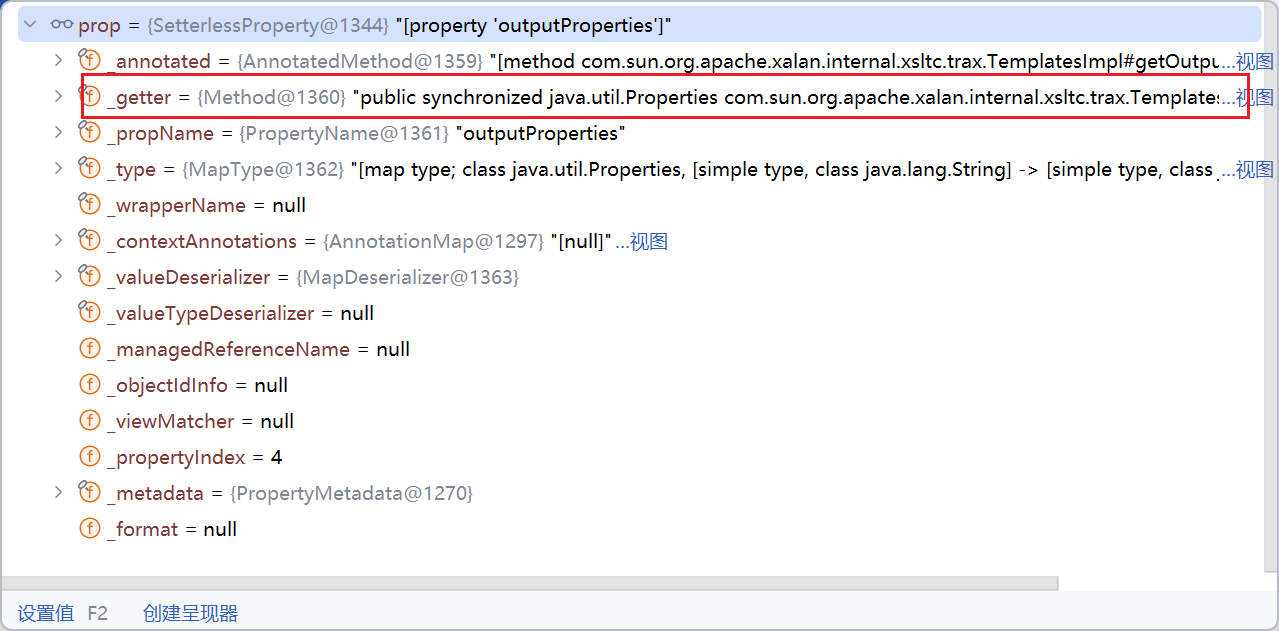 prop = {SetterlessProperty@1344} "[property 'outputProperties']"
_annotated = {AnnotatedMethod@1359} "[method com.sun.org.apache.xalan.internal.xsltc.trax.TemplatesImpl#getOutpu...视图
_getter = {Method@1360} "public synchronized java.util.Properties com.sun.org.apache.xalan.internal.xsltc.trax.Templates...视图
_propName = {PropertyName@1361} "outputProperties"
_type = {MapType@1362} "[map type; class java.util.Properties, [simple type, class java.lang.String] -> [simple type, class ...视图
_wrapperName = null
_contextAnnotations = {AnnotationMap@1297} "[null]" ...视图
_valueDeserializer = {MapDeserializer@1363}
_valueTypeDeserializer = null
_managedReferenceName = null
_objectIdInfo = null
_viewMatcher = null
_propertyIndex = 4
_metadata = {PropertyMetadata@1270}
_format = null
设置值 F2 创建呈现器